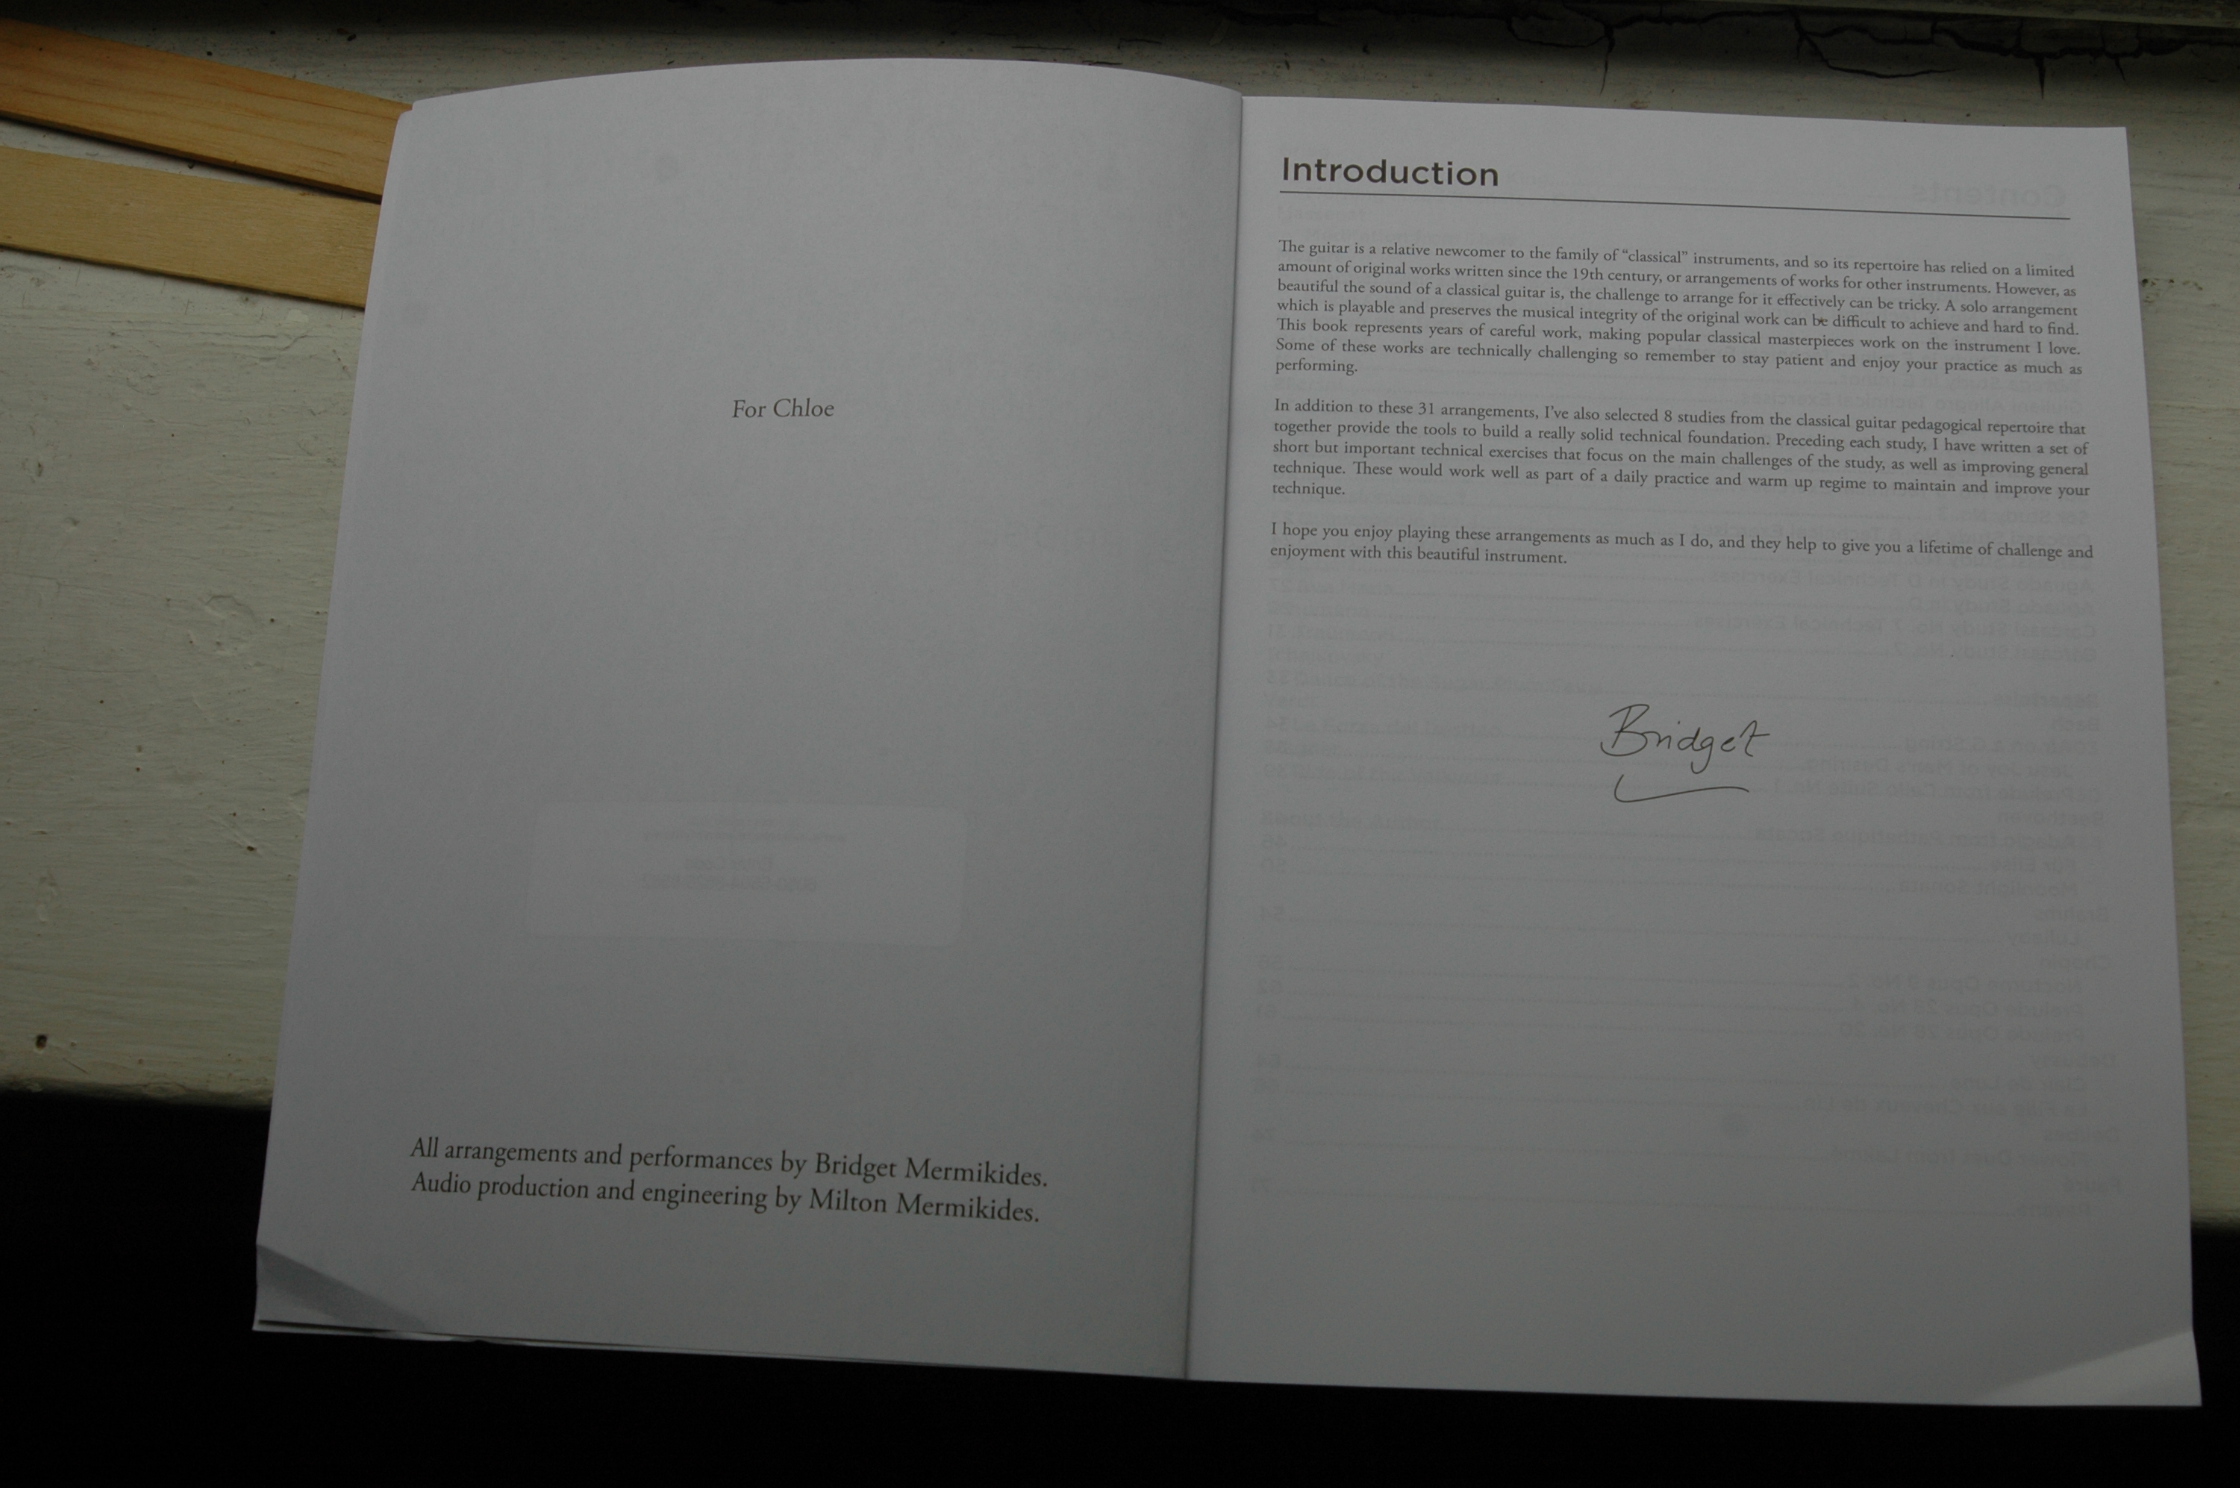 For Chloe
All arrangements and performances by Bridget Mermikides.
Audio production and engineering by Milton Mermikides.
Introduction
The guitar is a relative newcomer to the family of “classical” instruments, and so its repertoire has relied on a limited
amount of original works written since the 19th century, or arrangements of works for other instruments. However, as
beautiful the sound of a classical guitar is, the challenge to arrange for it effectively can be tricky. A solo arrangement
which is playable and preserves the musical integrity of the original work can be difficult to achieve and hard to find.
This book represents years of careful work, making popular classical masterpieces work on the instrument I love.
Some of these works are technically challenging so remember to stay patient and enjoy your practice as much as
performing.
In addition to these 31 arrangements, I’ve also selected 8 studies from the classical guitar pedagogical repertoire that
together provide the tools to build a really solid technical foundation. Preceding each study, I have written a set of
short but important technical exercises that focus on the main challenges of the study, as well as improving general
technique. These would work well as part of a daily practice and warm up regime to maintain and improve your
technique.
I hope you enjoy playing these arrangements as much as I do, and they help to give you a lifetime of challenge and
enjoyment with this beautiful instrument.
Bridget